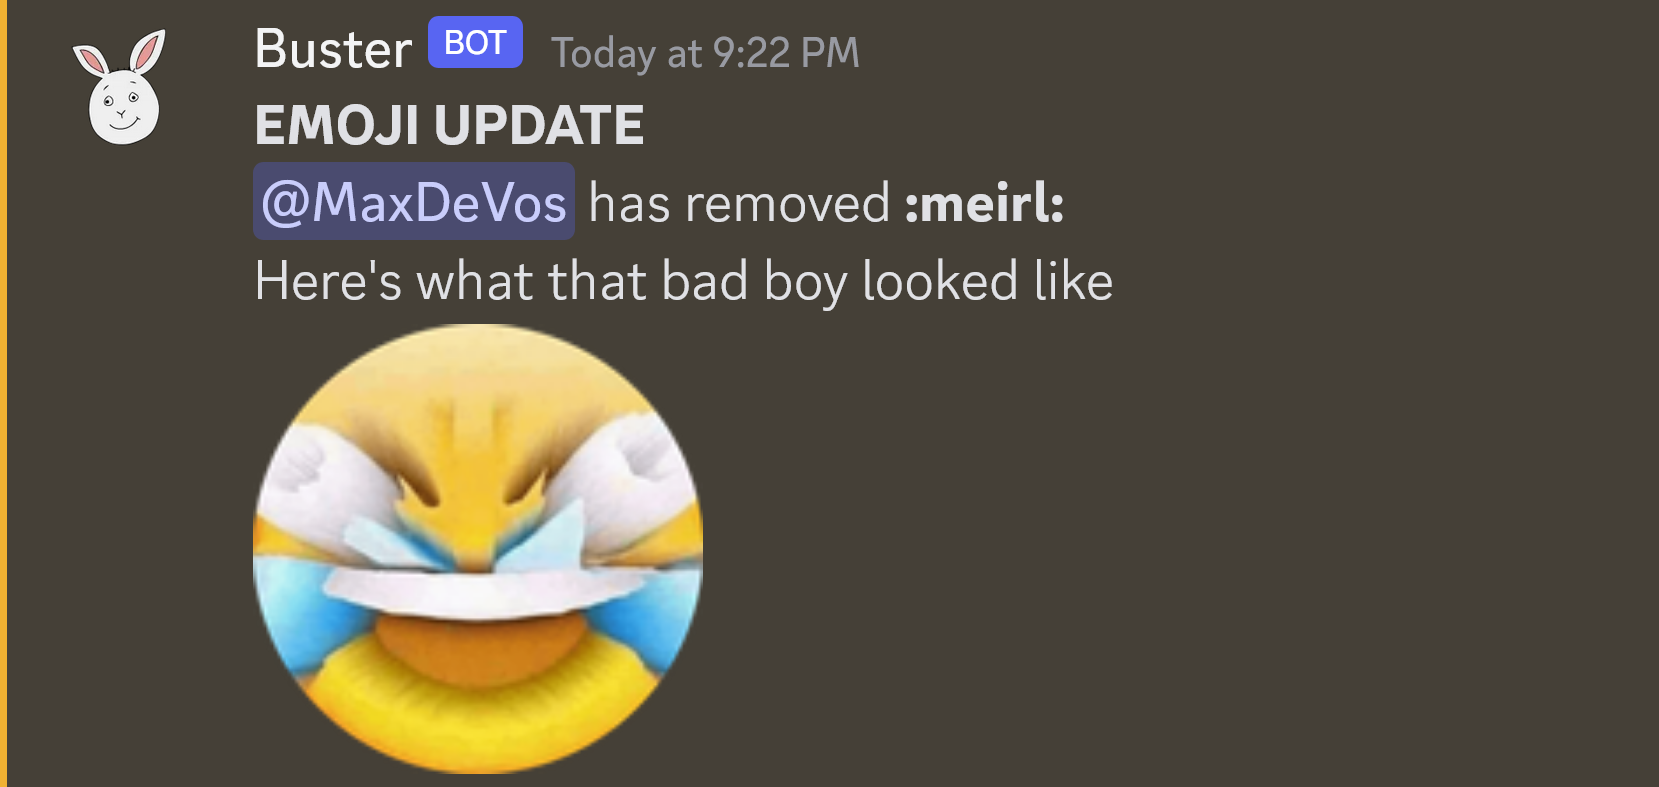 Buster BOT Today at 9:22 PM
EMOJI UPDATE
@MaxDeVos has removed :meirl:
Here's what that bad boy looked like